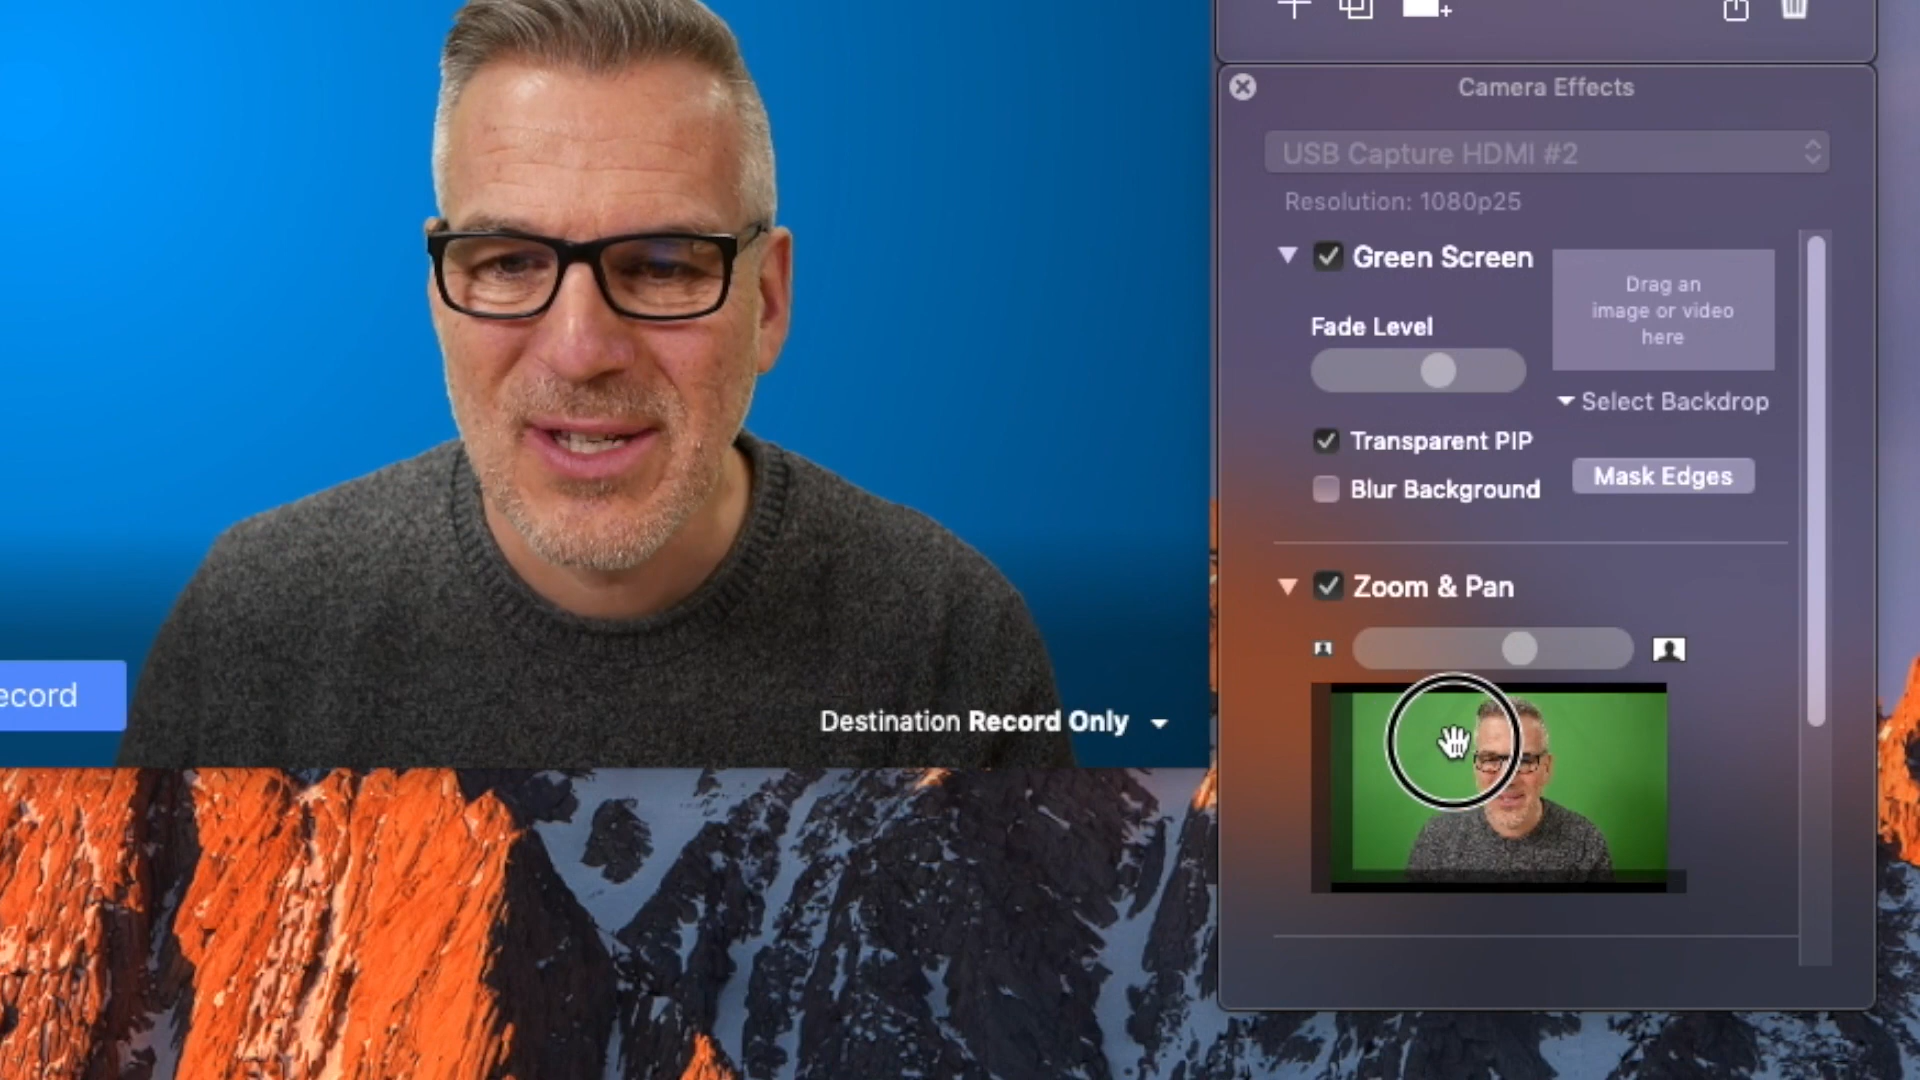 Camera Effects
USB Capture HDMI #2
Resolution: 1080p25
Green Screen
Drag an
image or video
here
Fade Level
Select Backdrop
Transparent PIP
Mask Edges
Blur Background
Zoom & Pan
ecord
Destination Record Only